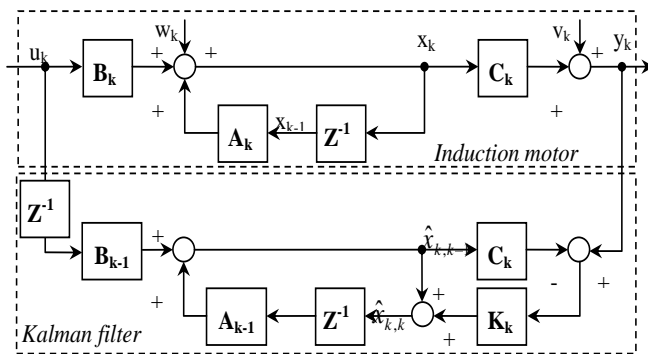 w_k
v_k
u_k
+
+
x_k
+
y_k
B_k
C_k
+
x_{k-1}
+
A_k
Z^{-1}
Induction motor
Z^{-1}
B_{k-1}
+
x̂_{k,k-1}
C_k
+
-
+
+
A_{k-1}
Z^{-1}
x̂_{k,k}
+
K_k
Kalman filter